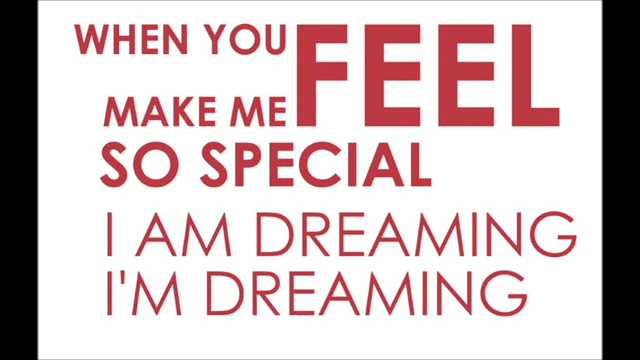 WHEN YOU
MAKE ME FEEL
SO SPECIAL
I AM DREAMING
I'M DREAMING